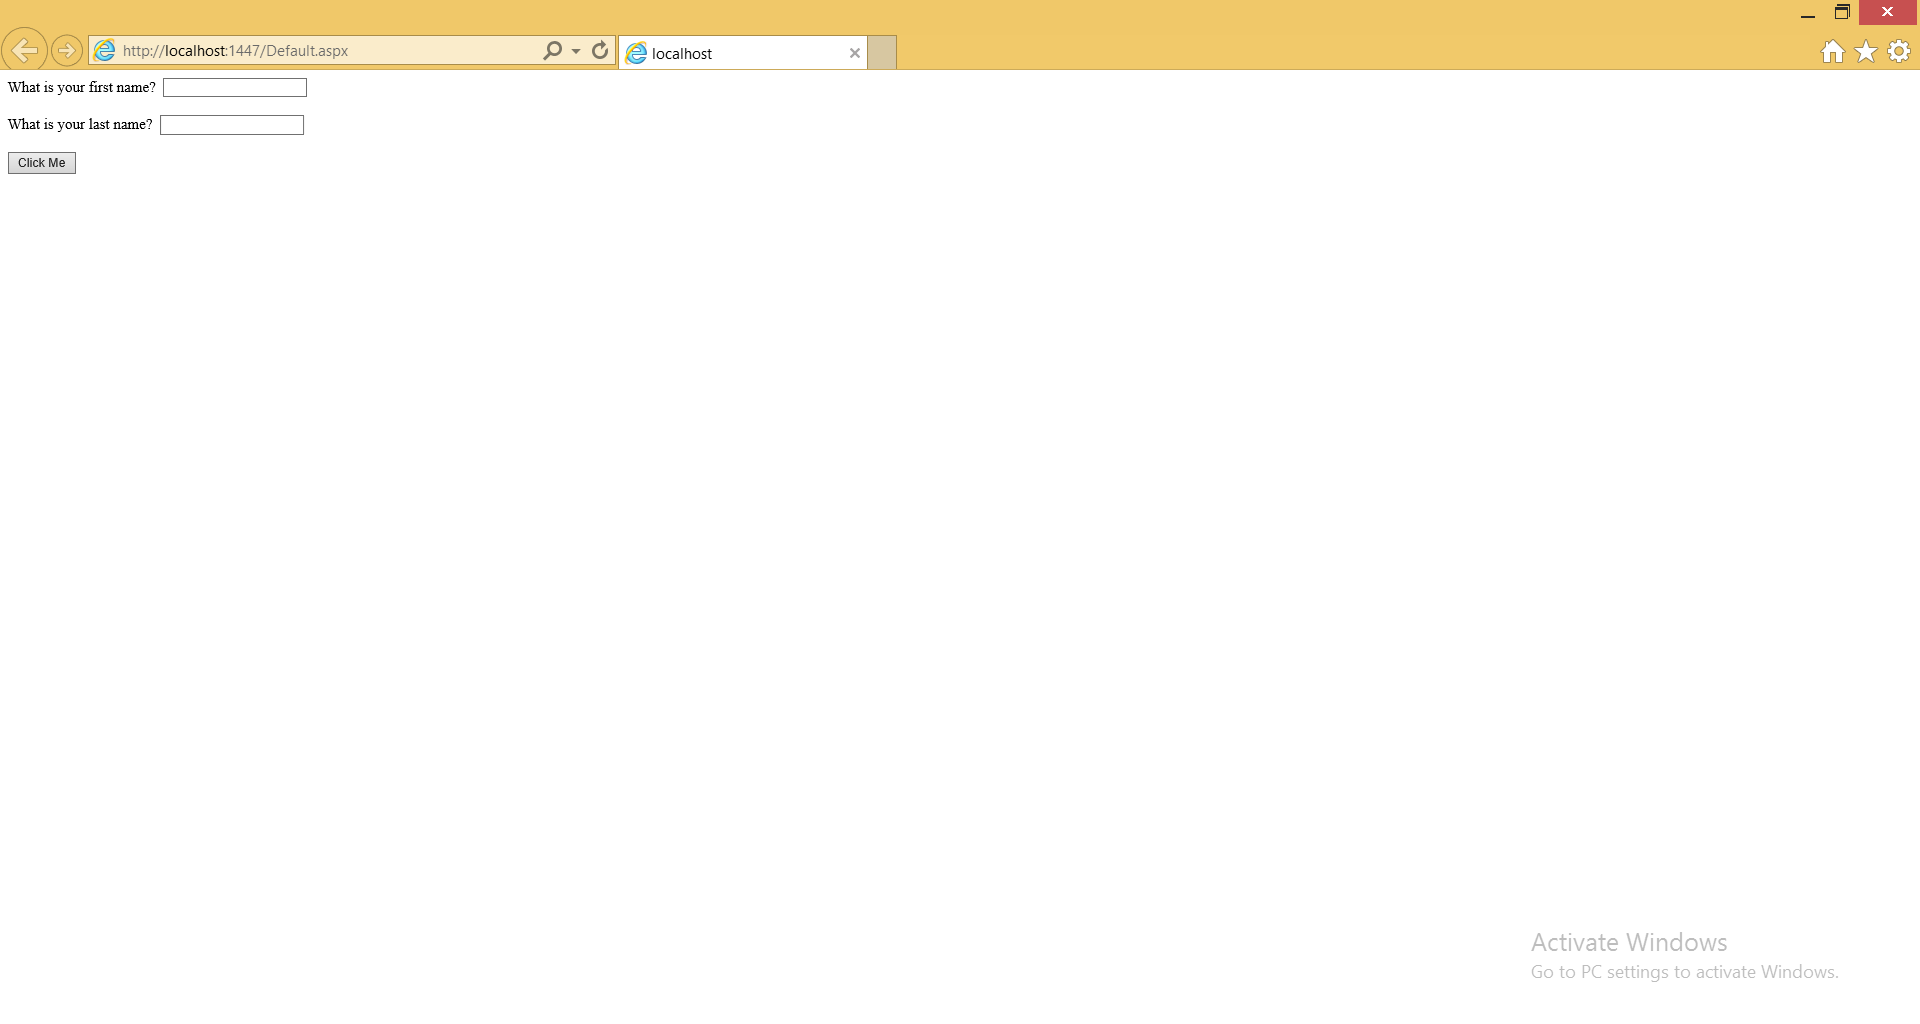 http://localhost:1447/Default.aspx
localhost
What is your first name?
What is your last name?
Click Me
Activate Windows
Go to PC settings to activate Windows.